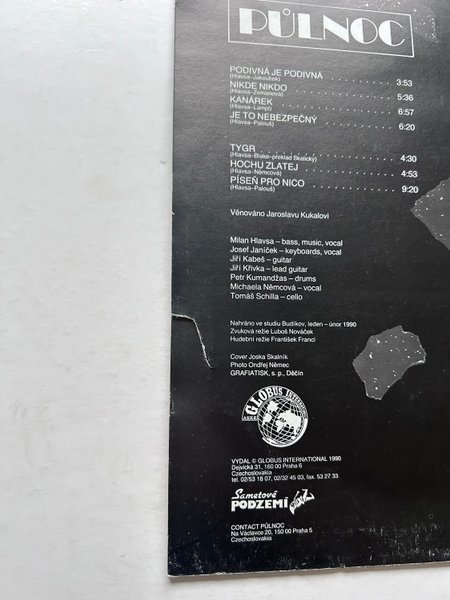 PŮLNOC
PODIVNÁ JE PODIVNÁ 3:53
(Hlavsa–Jakoubek)
NIKDE NIKDO 5:36
(Hlavsa–Zemanová)
KANÁREK 6:57
(Hlavsa–Lampl)
JE TO NEBEZPEČNÝ 6:20
(Hlavsa–Palouš)
TYGR 4:30
(Hlavsa–Blake–překlad Skalický)
HOCHU ZLATEJ 4:53
(Hlavsa–Němcová)
PÍSEŇ PRO NICO 9:20
(Hlavsa–Palouš)
Věnováno Jaroslavu Kukalovi
Milan Hlavsa – bass, music, vocal
Josef Janíček – keyboards, vocal
Jiří Kabeš – guitar
Jiří Křivka – lead guitar
Petr Kumandžas – drums
Michaela Němcová – vocal
Tomáš Schilla – cello
Nahráno ve studiu Budíkov, leden – únor 1990
Zvuková režie Luboš Nováček
Hudební režie František Francl
Cover Joska Skalník
Photo Ondřej Němec
GRAFIATISK, s. p., Děčín
GLOBUS INTERNATIONAL
VYDAL © GLOBUS INTERNATIONAL 1990
Dejvická 31, 160 00 Praha 6
Czechoslovakia
tel. 02/53 18 07, 02/32 45 03, fax. 53 27 33
Sametové
PODZEMÍ
CONTACT PŮLNOC
Na Václavce 20, 150 00 Praha 5
Czechoslovakia